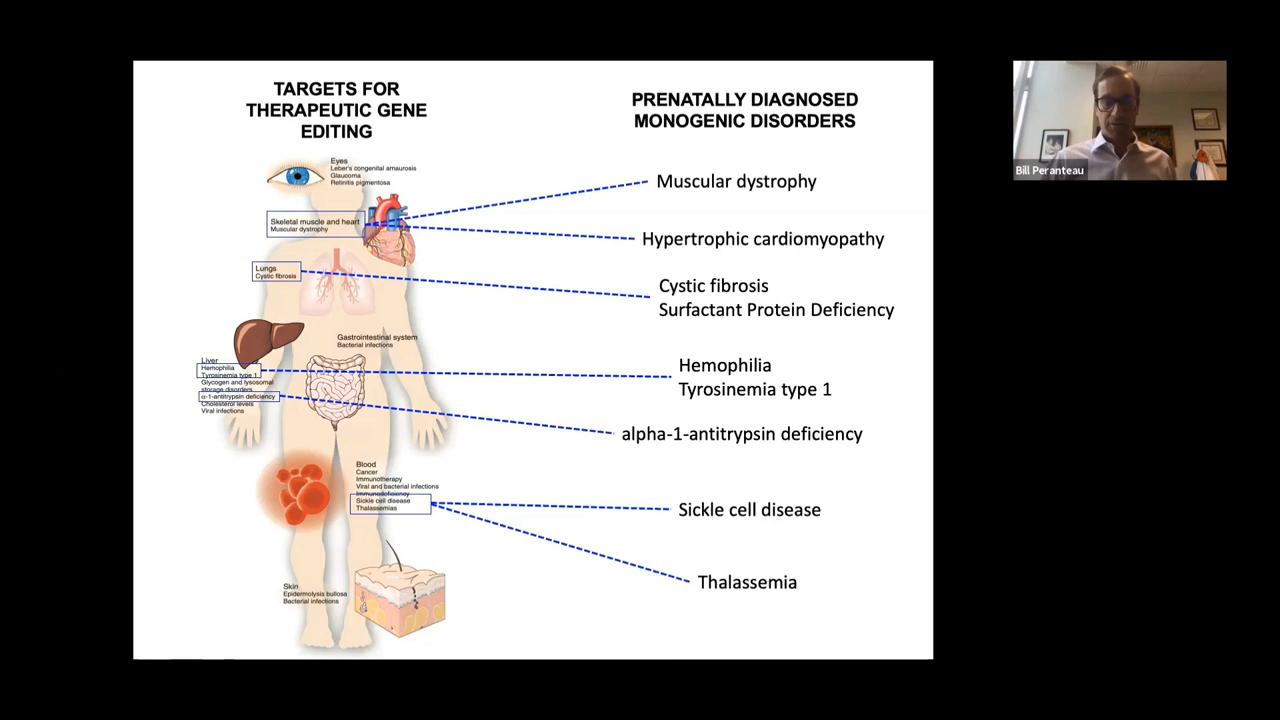 TARGETS FOR
THERAPEUTIC GENE
EDITING
PRENATALLY DIAGNOSED
MONOGENIC DISORDERS
Eyes
Leber's congenital amaurosis
Glaucoma
Retinitis pigmentosa
Skeletal muscle and heart
Muscular dystrophy
Lungs
Cystic fibrosis
Gastrointestinal system
Bacterial infections
Liver
Hemophilia
Tyrosinemia type 1
Glycogen and lysosomal
storage disorders
α-1-antitrypsin deficiency
Cholesterol levels
Viral infections
Blood
Cancer
Immunotherapy
Viral and bacterial infections
Immunodeficiency
Sickle cell disease
Thalassemias
Skin
Epidermolysis bullosa
Bacterial infections
Muscular dystrophy
Hypertrophic cardiomyopathy
Cystic fibrosis
Surfactant Protein Deficiency
Hemophilia
Tyrosinemia type 1
alpha-1-antitrypsin deficiency
Sickle cell disease
Thalassemia
Bill Peranteau